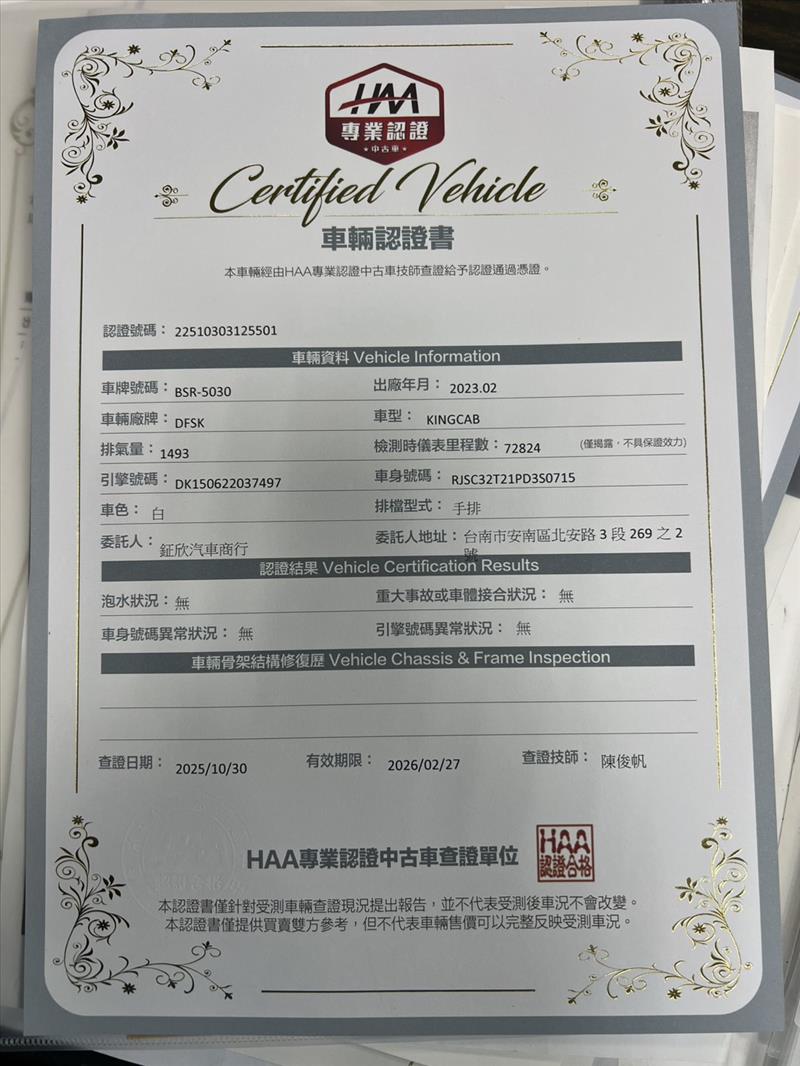 HAA
專業認證
★中古車★
Certified Vehicle
車輛認證書
本車輛經由HAA專業認證中古車技師查證給予認證通過憑證。
認證號碼： 22510303125501
車輛資料 Vehicle Information
車牌號碼： BSR-5030 出廠年月： 2023.02
車輛廠牌： DFSK 車型： KINGCAB
排氣量： 1493 檢測時儀表里程數： 72824 (僅揭露，不具保證效力)
引擎號碼： DK150622037497 車身號碼： RJSC32T21PD3S0715
車色： 白 排檔型式： 手排
委託人： 鉦欣汽車商行 委託人地址： 台南市安南區北安路 3 段 269 之 2
號
認證結果 Vehicle Certification Results
泡水狀況： 無 重大事故或車體接合狀況： 無
車身號碼異常狀況： 無 引擎號碼異常狀況： 無
車輛骨架結構修復歷 Vehicle Chassis & Frame Inspection
查證日期： 2025/10/30 有效期限： 2026/02/27 查證技師： 陳俊帆
HAA專業認證中古車查證單位
HAA
認證合格
本認證書僅針對受測車輛查證現況提出報告，並不代表受測後車況不會改變。
本認證書僅提供買賣雙方參考，但不代表車輛售價可以完整反映受測車況。